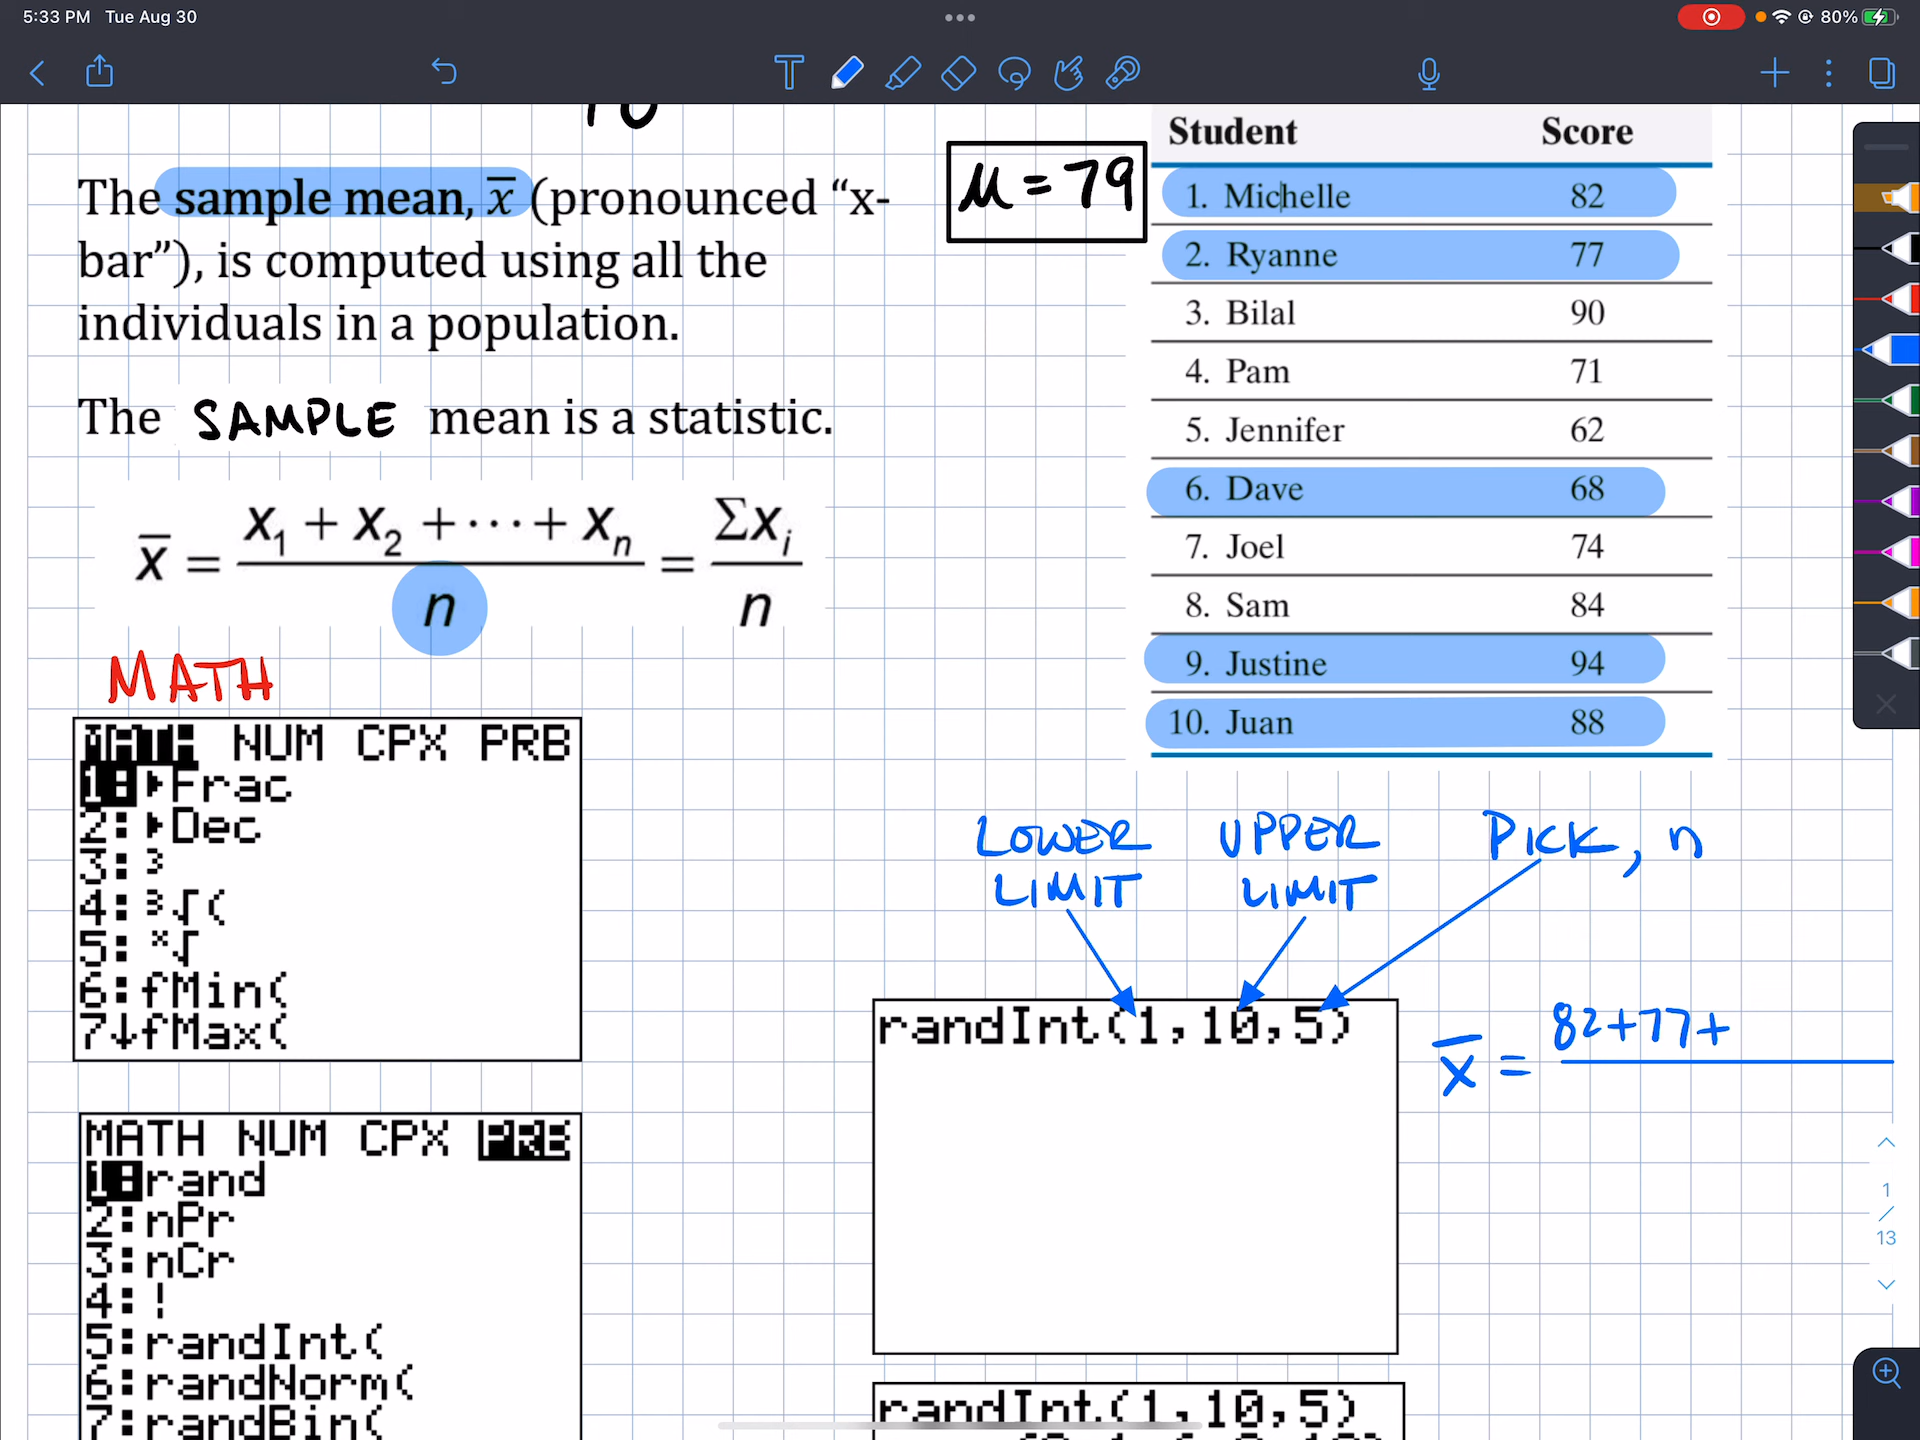 5:33 PM Tue Aug 30
80%
The sample mean, x̅ (pronounced “x-
bar”), is computed using all the
individuals in a population.
The SAMPLE mean is a statistic.
x̅ = x₁ + x₂ + ··· + xₙ / n = Σxᵢ / n
MATH
MATH NUM CPX PRB
1:▸Frac
2:▸Dec
3:³
4:³√(
5:ˣ√
6:fMin(
7↓fMax(
MATH NUM CPX PRB
1:rand
2:nPr
3:nCr
4:!
5:randInt(
6:randNorm(
7:randBin(
μ = 79
Student Score
1. Michelle 82
2. Ryanne 77
3. Bilal 90
4. Pam 71
5. Jennifer 62
6. Dave 68
7. Joel 74
8. Sam 84
9. Justine 94
10. Juan 88
LOWER LIMIT
UPPER LIMIT
PICK, n
randInt(1,10,5)
x̅ = 82+77+
randInt(1,10,5)
1
/
13